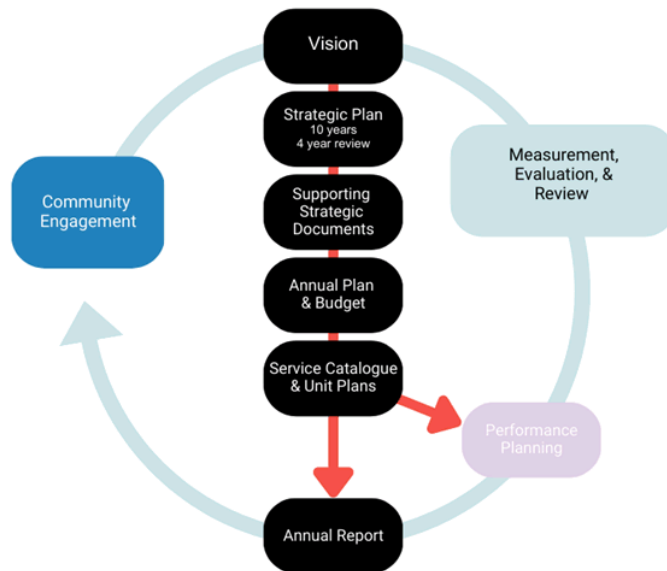 Vision
Strategic Plan
10 years
4 year review
Community
Engagement
Measurement,
Evaluation, &
Review
Supporting
Strategic
Documents
Annual Plan
& Budget
Service Catalogue
& Unit Plans
Performance
Planning
Annual Report